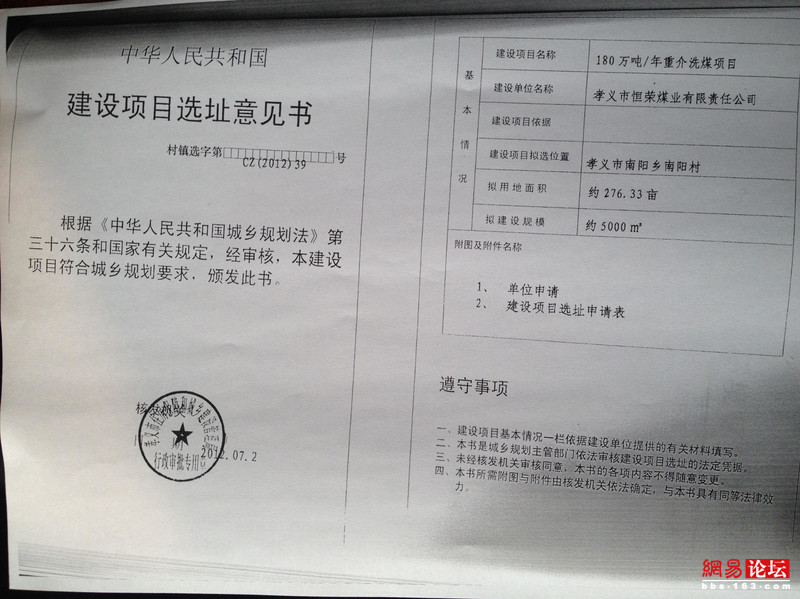 中华人民共和国
建设项目选址意见书
村镇选字第□□□□□□□□□□□□□□号
CZ(2012)39
根据《中华人民共和国城乡规划法》第
三十六条和国家有关规定，经审核，本建设
项目符合城乡规划要求，颁发此书。
行政审批专用章
2012.07.2
基本情况
建设项目名称 180万吨/年重介洗煤项目
建设单位名称 孝义市恒荣煤业有限责任公司
建设项目依据
建设项目拟选位置 孝义市南阳乡南阳村
拟用地面积 约276.33亩
拟建设规模 约5000㎡
附图及附件名称
1、 单位申请
2、 建设项目选址申请表
遵守事项
一、建设项目基本情况一栏依据建设单位提供的有关材料填写。
二、本书是城乡规划主管部门依法审核建设项目选址的法定凭据。
三、未经核发机关审核同意，本书的各项内容不得随意变更。
四、本书所需附图与附件由核发机关依法确定，与本书具有同等法律效
力。
網易论坛
bbs.163.com